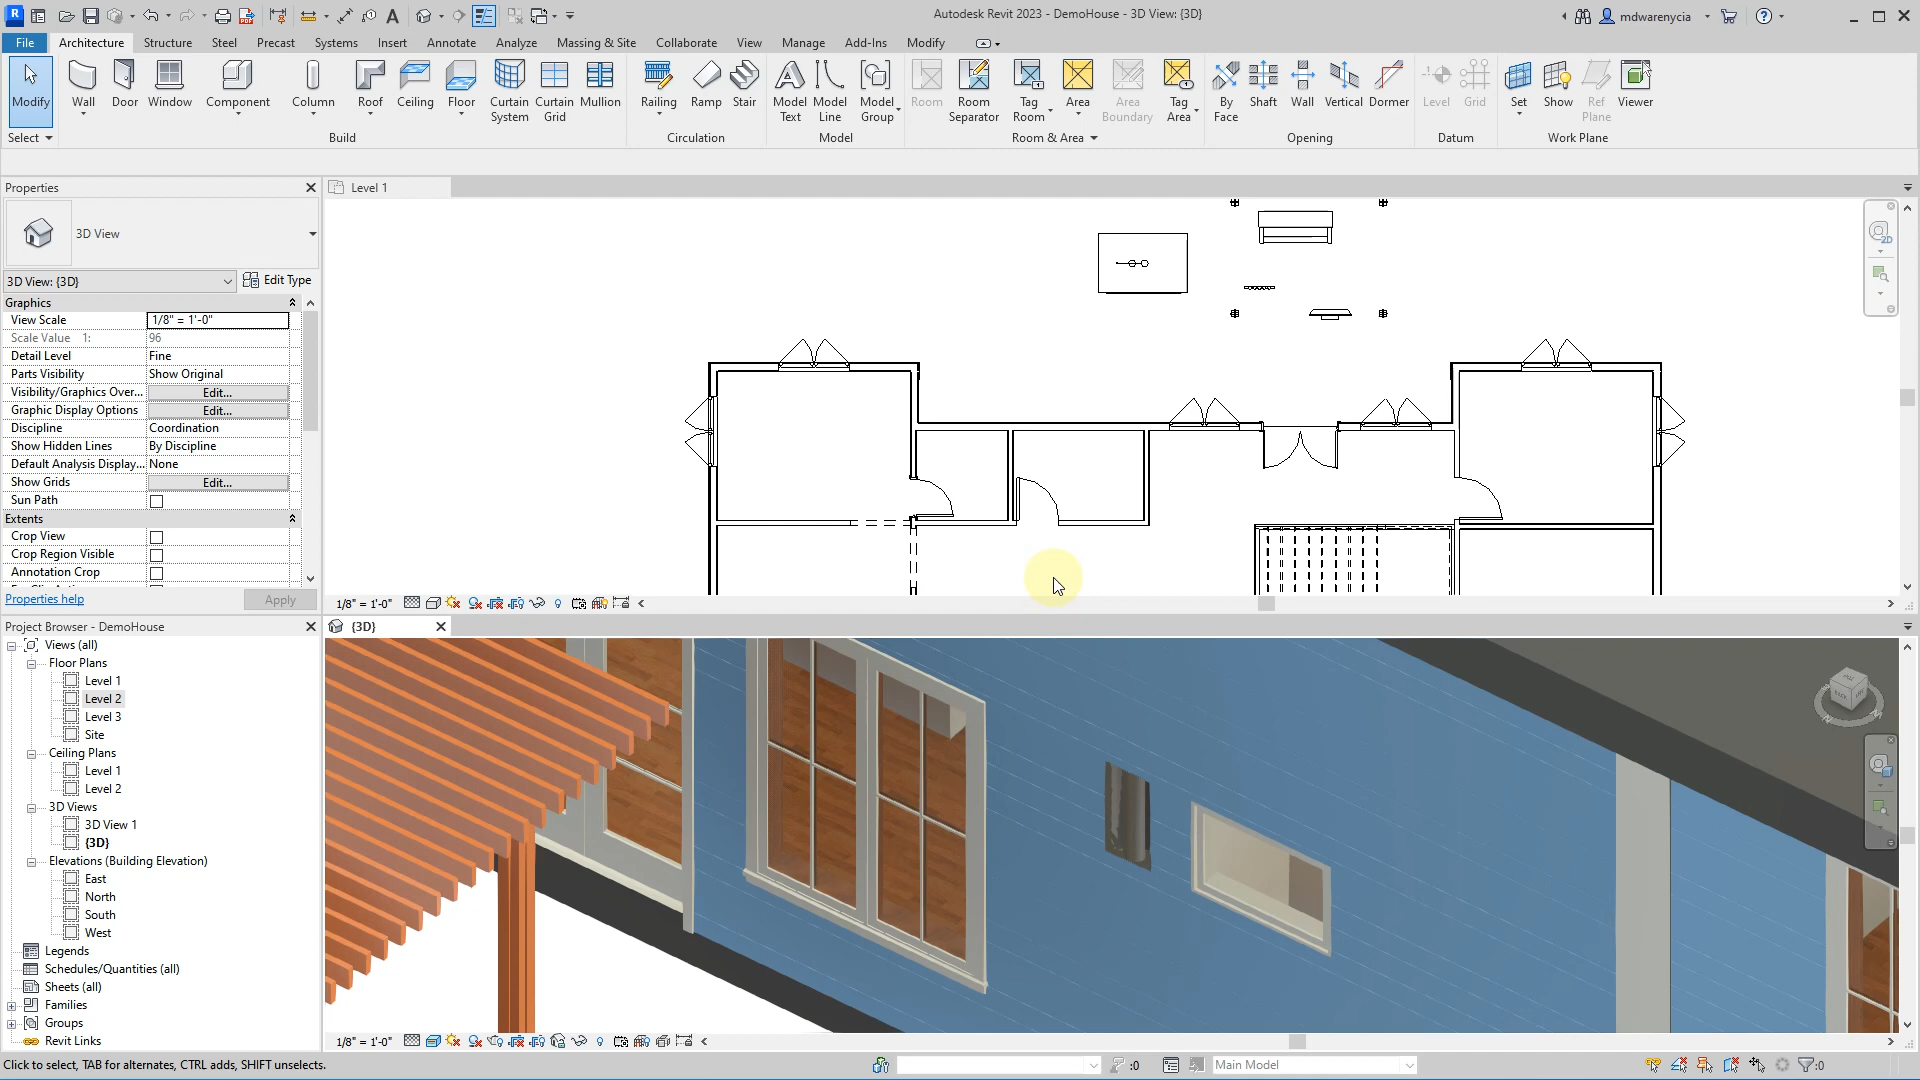 Autodesk Revit 2023 - DemoHouse - 3D View: {3D}
mdwarenycia
File Architecture Structure Steel Precast Systems Insert Annotate Analyze Massing & Site Collaborate View Manage Add-Ins Modify
Modify Wall Door Window Component Column Roof Ceiling Floor Curtain System Curtain Grid Mullion Railing Ramp Stair Model Text Model Line Model Group Room Room Separator Tag Room Area Area Boundary Tag Area By Face Shaft Wall Vertical Dormer Level Grid Set Show Ref Plane Viewer
Select Build Circulation Model Room & Area Opening Datum Work Plane
Properties
3D View
3D View: {3D} Edit Type
Graphics
View Scale 1/8" = 1'-0"
Scale Value 1: 96
Detail Level Fine
Parts Visibility Show Original
Visibility/Graphics Over... Edit...
Graphic Display Options Edit...
Discipline Coordination
Show Hidden Lines By Discipline
Default Analysis Display... None
Show Grids Edit...
Sun Path
Extents
Crop View
Crop Region Visible
Annotation Crop
Properties help Apply
Project Browser - DemoHouse
Views (all)
Floor Plans
Level 1
Level 2
Level 3
Site
Ceiling Plans
Level 1
Level 2
3D Views
3D View 1
{3D}
Elevations (Building Elevation)
East
North
South
West
Legends
Schedules/Quantities (all)
Sheets (all)
Families
Groups
Revit Links
Level 1
2D
1/8" = 1'-0"
{3D}
1/8" = 1'-0"
Click to select, TAB for alternates, CTRL adds, SHIFT unselects.
:0
Main Model
:0